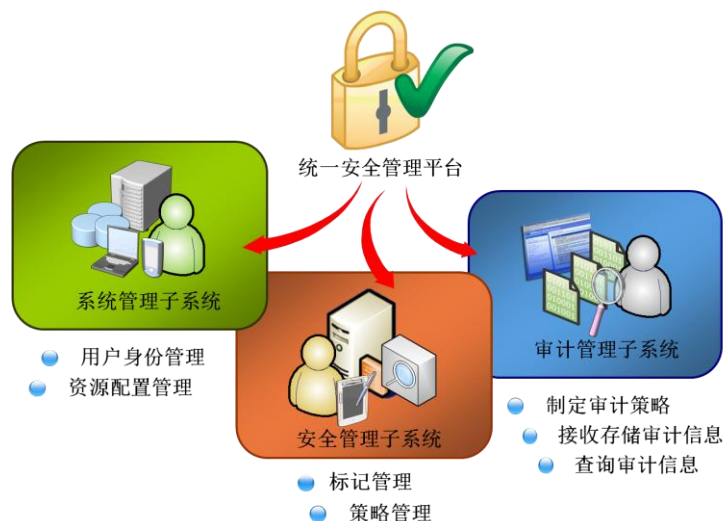 统一安全管理平台
系统管理子系统
用户身份管理
资源配置管理
安全管理子系统
标记管理
策略管理
审计管理子系统
制定审计策略
接收存储审计信息
查询审计信息